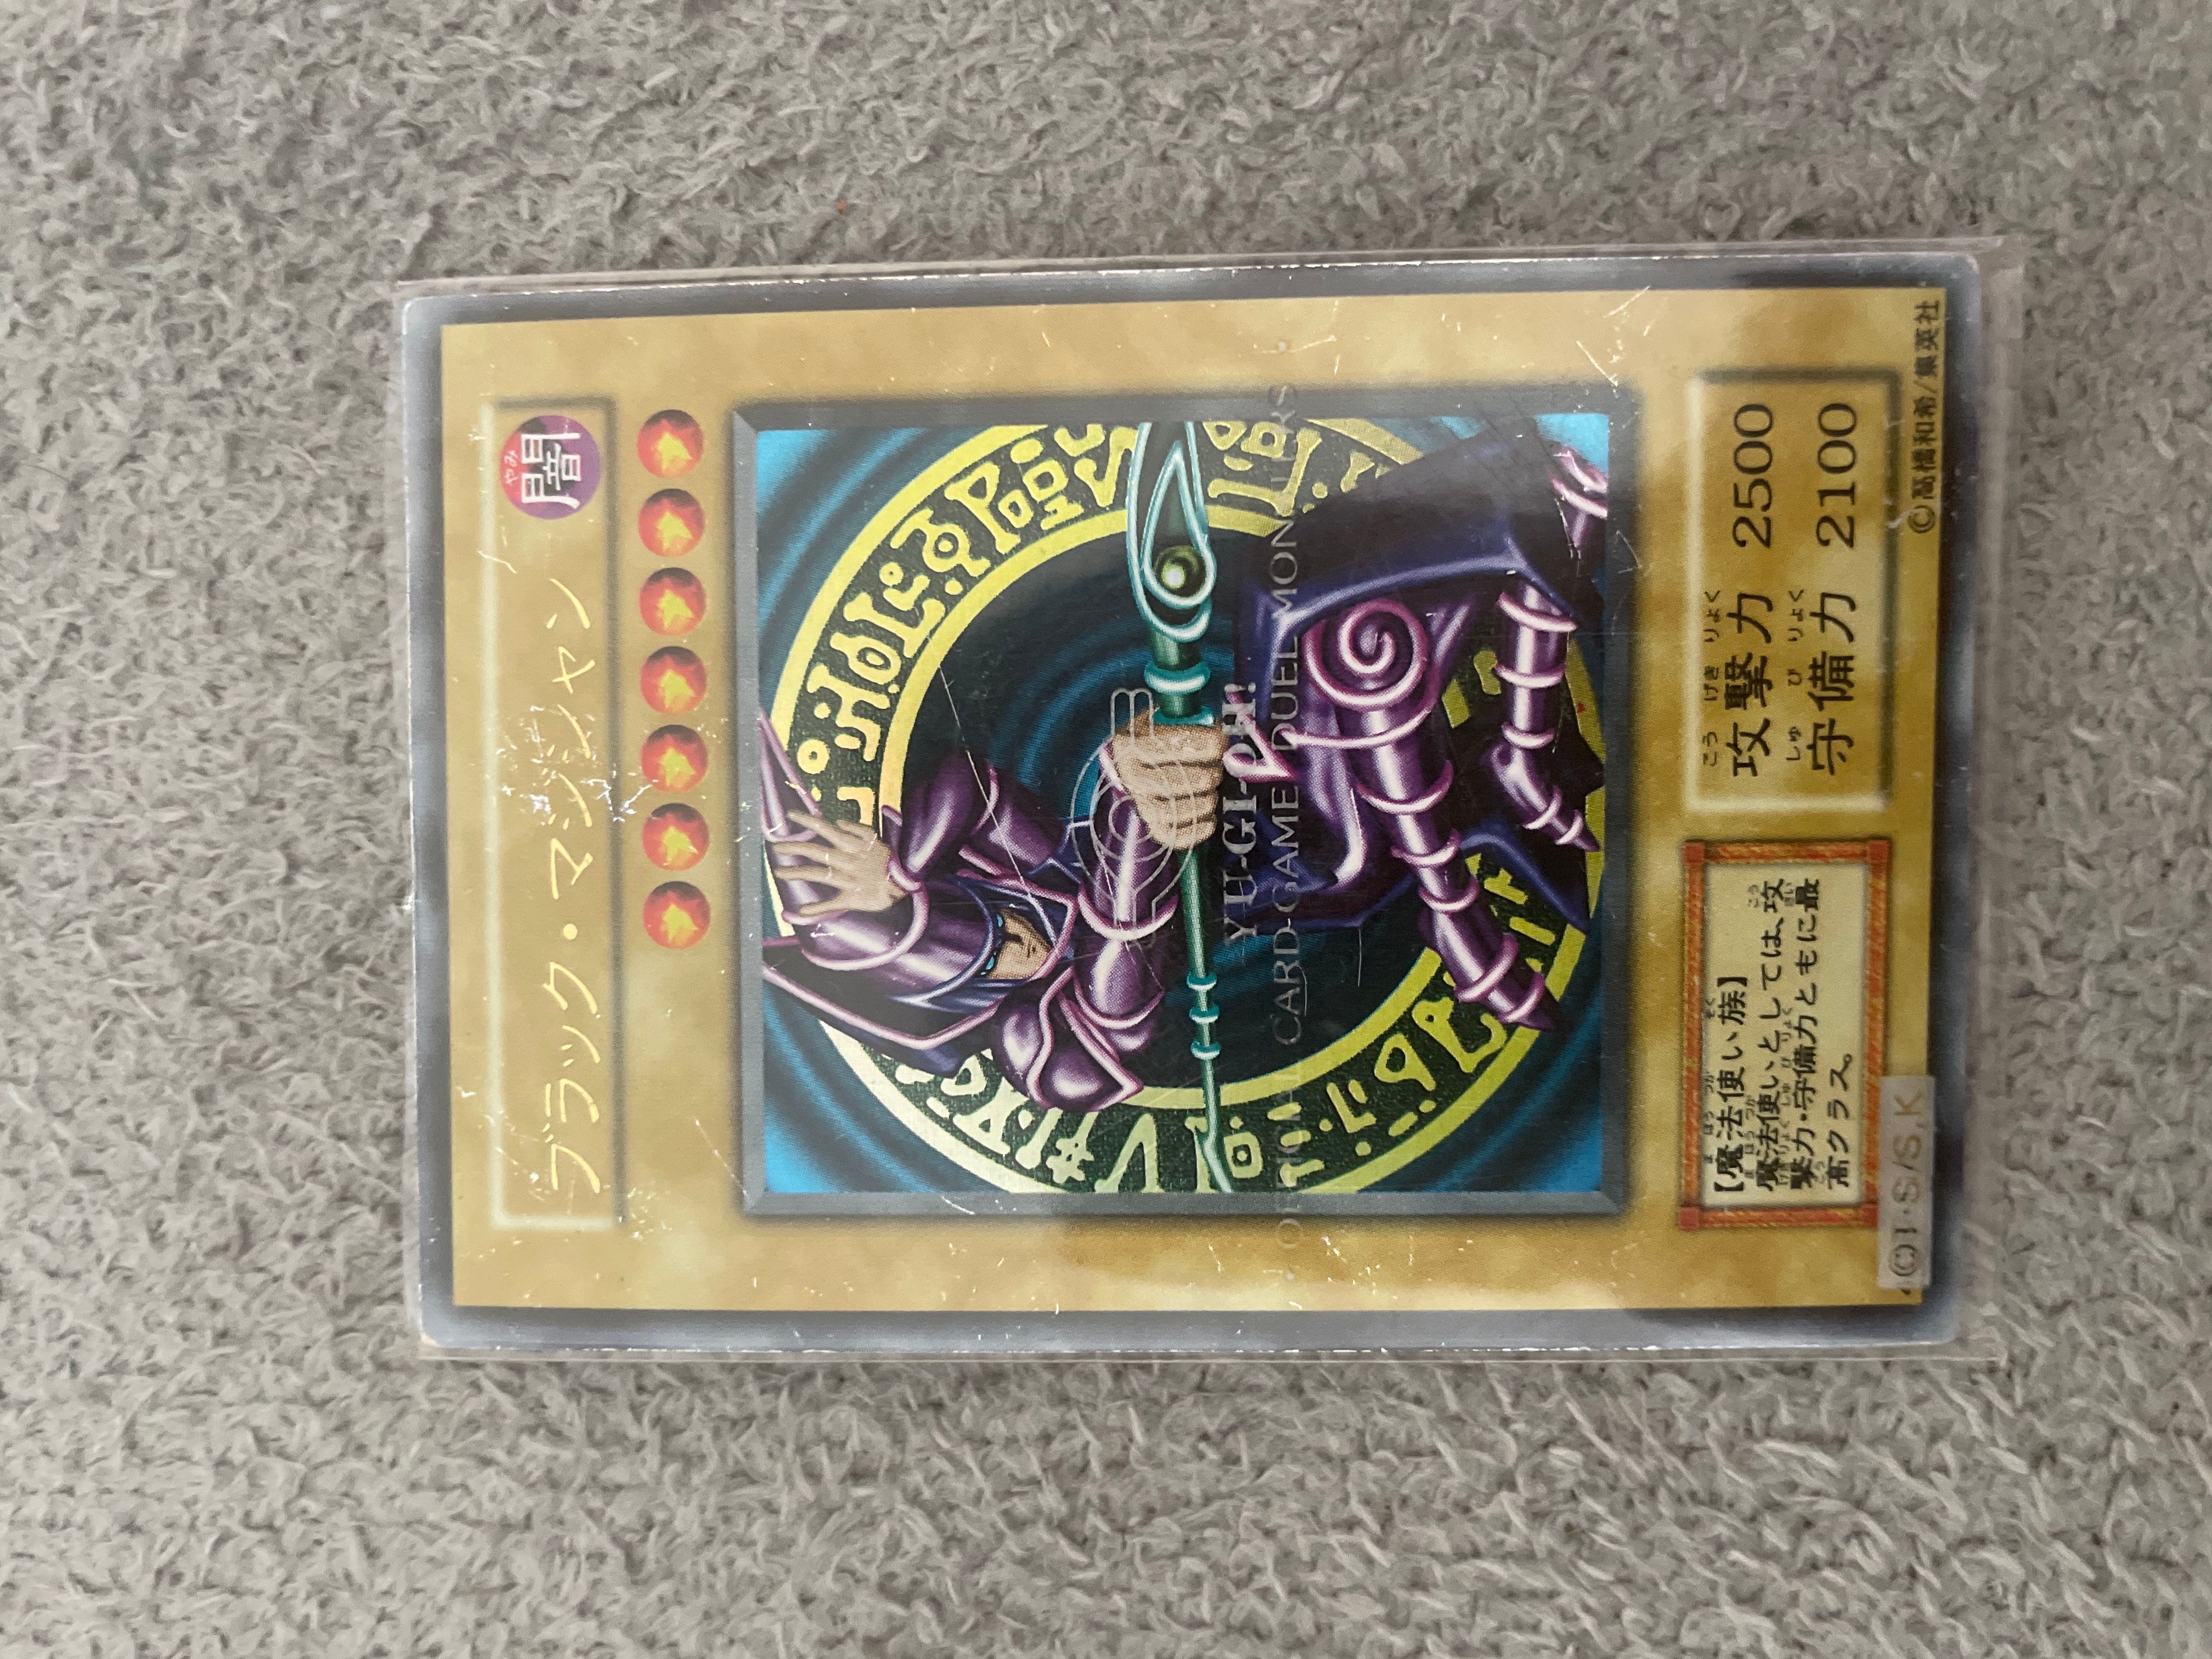 ブラック・マジシャン
闇
やみ
YU-GI-OH!
CARD-GAME DUEL MON
【魔法使い族】
魔法使いとしては、攻
撃力・守備力ともに最
高クラス。
攻撃力 2500
守備力 2100
S/S.K
©高橋和希/集英社